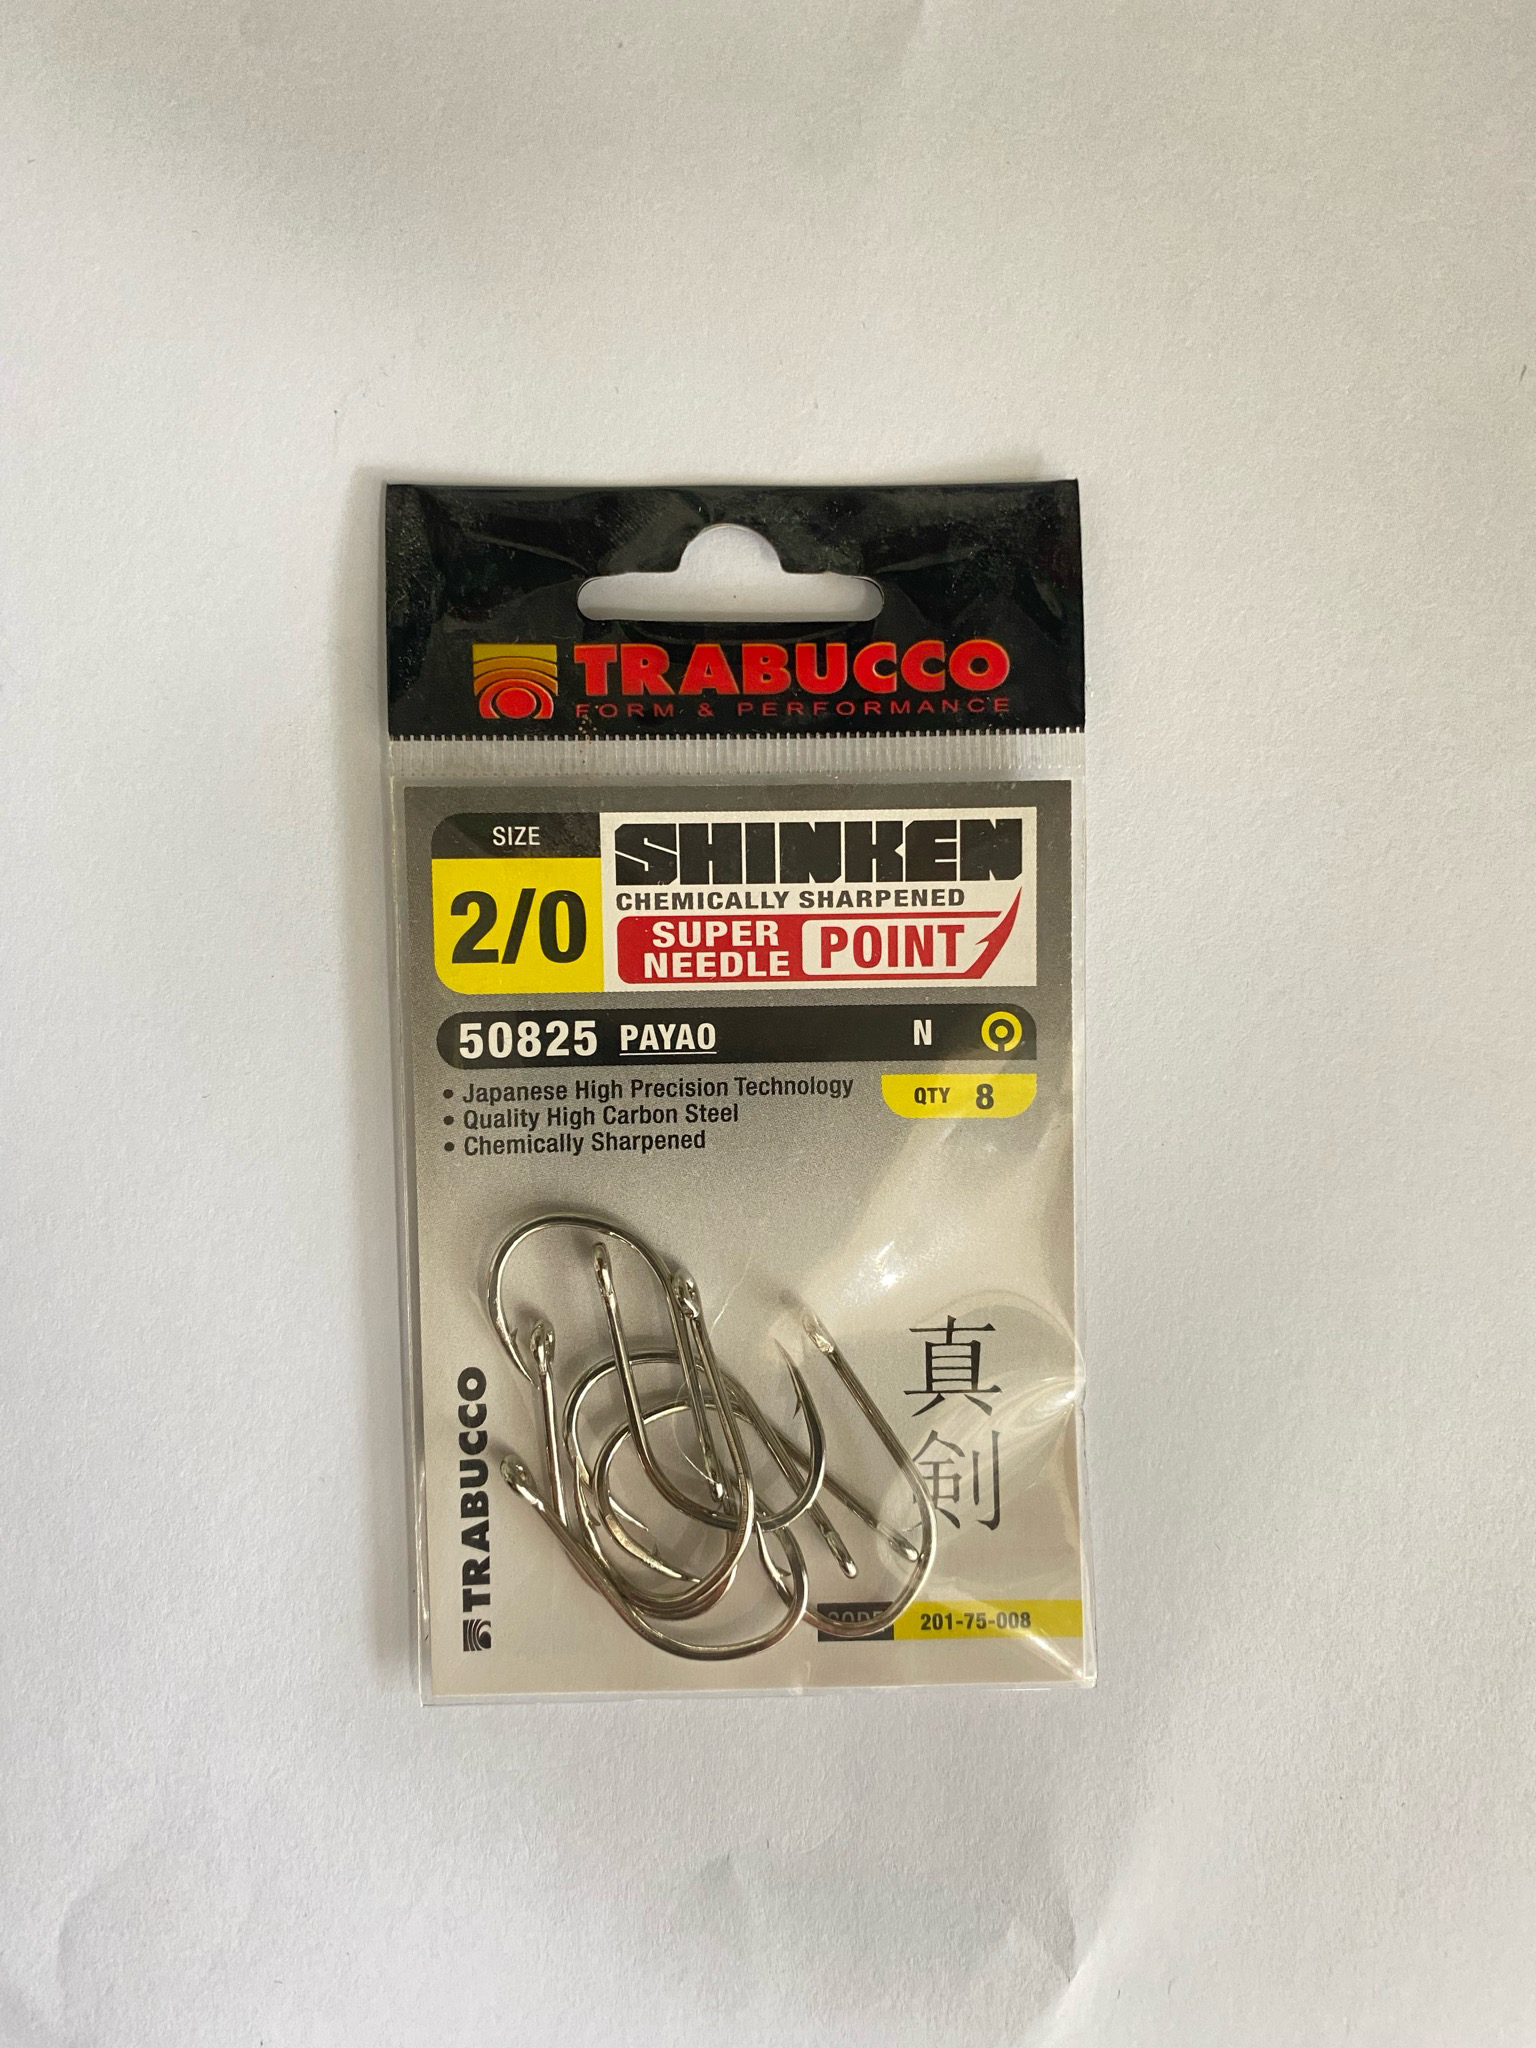 TRABUCCO
FORM & PERFORMANCE
SIZE
2/0
SHINKEN
CHEMICALLY SHARPENED
SUPER
NEEDLE
POINT
50825 PAYAO N
• Japanese High Precision Technology
• Quality High Carbon Steel
• Chemically Sharpened
QTY 8
真
剣
TRABUCCO
CODE 201-75-008